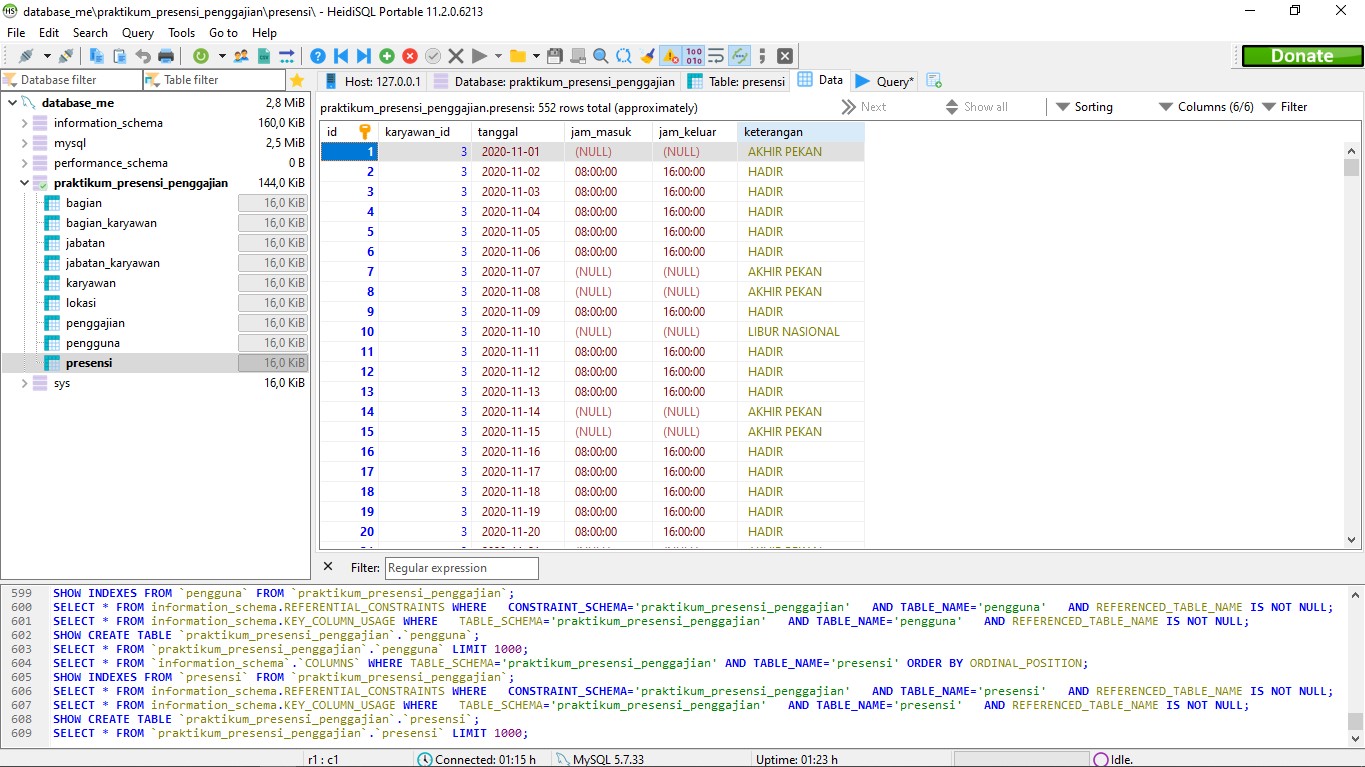 database_me\praktikum_presensi_penggajian\presensi\ - HeidiSQL Portable 11.2.0.6213
File Edit Search Query Tools Go to Help
Donate
Database filter Table filter
Host: 127.0.0.1 Database: praktikum_presensi_penggajian Table: presensi Data Query*
database_me 2,8 MiB
information_schema 160,0 KiB
mysql 2,5 MiB
performance_schema 0 B
praktikum_presensi_penggajian 144,0 KiB
bagian 16,0 KiB
bagian_karyawan 16,0 KiB
jabatan 16,0 KiB
jabatan_karyawan 16,0 KiB
karyawan 16,0 KiB
lokasi 16,0 KiB
penggajian 16,0 KiB
pengguna 16,0 KiB
presensi 16,0 KiB
sys 16,0 KiB
praktikum_presensi_penggajian.presensi: 552 rows total (approximately) Next Show all Sorting Columns (6/6) Filter
id karyawan_id tanggal jam_masuk jam_keluar keterangan
1 3 2020-11-01 (NULL) (NULL) AKHIR PEKAN
2 3 2020-11-02 08:00:00 16:00:00 HADIR
3 3 2020-11-03 08:00:00 16:00:00 HADIR
4 3 2020-11-04 08:00:00 16:00:00 HADIR
5 3 2020-11-05 08:00:00 16:00:00 HADIR
6 3 2020-11-06 08:00:00 16:00:00 HADIR
7 3 2020-11-07 (NULL) (NULL) AKHIR PEKAN
8 3 2020-11-08 (NULL) (NULL) AKHIR PEKAN
9 3 2020-11-09 08:00:00 16:00:00 HADIR
10 3 2020-11-10 (NULL) (NULL) LIBUR NASIONAL
11 3 2020-11-11 08:00:00 16:00:00 HADIR
12 3 2020-11-12 08:00:00 16:00:00 HADIR
13 3 2020-11-13 08:00:00 16:00:00 HADIR
14 3 2020-11-14 (NULL) (NULL) AKHIR PEKAN
15 3 2020-11-15 (NULL) (NULL) AKHIR PEKAN
16 3 2020-11-16 08:00:00 16:00:00 HADIR
17 3 2020-11-17 08:00:00 16:00:00 HADIR
18 3 2020-11-18 08:00:00 16:00:00 HADIR
19 3 2020-11-19 08:00:00 16:00:00 HADIR
20 3 2020-11-20 08:00:00 16:00:00 HADIR
Filter: Regular expression
599 SHOW INDEXES FROM `pengguna` FROM `praktikum_presensi_penggajian`;
600 SELECT * FROM information_schema.REFERENTIAL_CONSTRAINTS WHERE CONSTRAINT_SCHEMA='praktikum_presensi_penggajian' AND TABLE_NAME='pengguna' AND REFERENCED_TABLE_NAME IS NOT NULL;
601 SELECT * FROM information_schema.KEY_COLUMN_USAGE WHERE TABLE_SCHEMA='praktikum_presensi_penggajian' AND TABLE_NAME='pengguna' AND REFERENCED_TABLE_NAME IS NOT NULL;
602 SHOW CREATE TABLE `praktikum_presensi_penggajian`.`pengguna`;
603 SELECT * FROM `praktikum_presensi_penggajian`.`pengguna` LIMIT 1000;
604 SELECT * FROM `information_schema`.`COLUMNS` WHERE TABLE_SCHEMA='praktikum_presensi_penggajian' AND TABLE_NAME='presensi' ORDER BY ORDINAL_POSITION;
605 SHOW INDEXES FROM `presensi` FROM `praktikum_presensi_penggajian`;
606 SELECT * FROM information_schema.REFERENTIAL_CONSTRAINTS WHERE CONSTRAINT_SCHEMA='praktikum_presensi_penggajian' AND TABLE_NAME='presensi' AND REFERENCED_TABLE_NAME IS NOT NULL;
607 SELECT * FROM information_schema.KEY_COLUMN_USAGE WHERE TABLE_SCHEMA='praktikum_presensi_penggajian' AND TABLE_NAME='presensi' AND REFERENCED_TABLE_NAME IS NOT NULL;
608 SHOW CREATE TABLE `praktikum_presensi_penggajian`.`presensi`;
609 SELECT * FROM `praktikum_presensi_penggajian`.`presensi` LIMIT 1000;
r1 : c1 Connected: 01:15 h MySQL 5.7.33 Uptime: 01:23 h Idle.